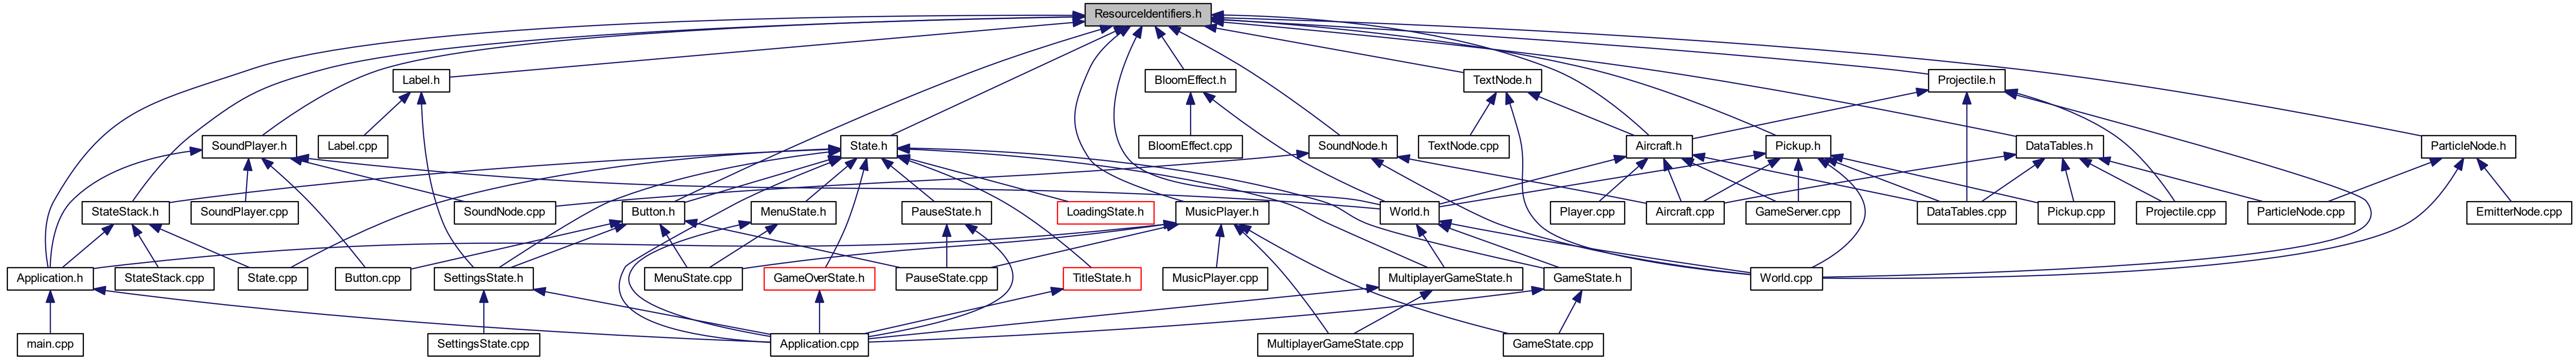 ResourceIdentifiers.h
Label.h
BloomEffect.h
TextNode.h
Projectile.h
SoundPlayer.h
Label.cpp
State.h
BloomEffect.cpp
TextNode.cpp
SoundNode.h
Aircraft.h
Pickup.h
DataTables.h
ParticleNode.h
StateStack.h
SoundPlayer.cpp
SoundNode.cpp
Button.h
MenuState.h
PauseState.h
LoadingState.h
MusicPlayer.h
World.h
Player.cpp
Aircraft.cpp
GameServer.cpp
DataTables.cpp
Pickup.cpp
Projectile.cpp
ParticleNode.cpp
EmitterNode.cpp
Application.h
StateStack.cpp
State.cpp
Button.cpp
SettingsState.h
MenuState.cpp
GameOverState.h
PauseState.cpp
TitleState.h
MusicPlayer.cpp
MultiplayerGameState.h
GameState.h
World.cpp
main.cpp
SettingsState.cpp
Application.cpp
MultiplayerGameState.cpp
GameState.cpp